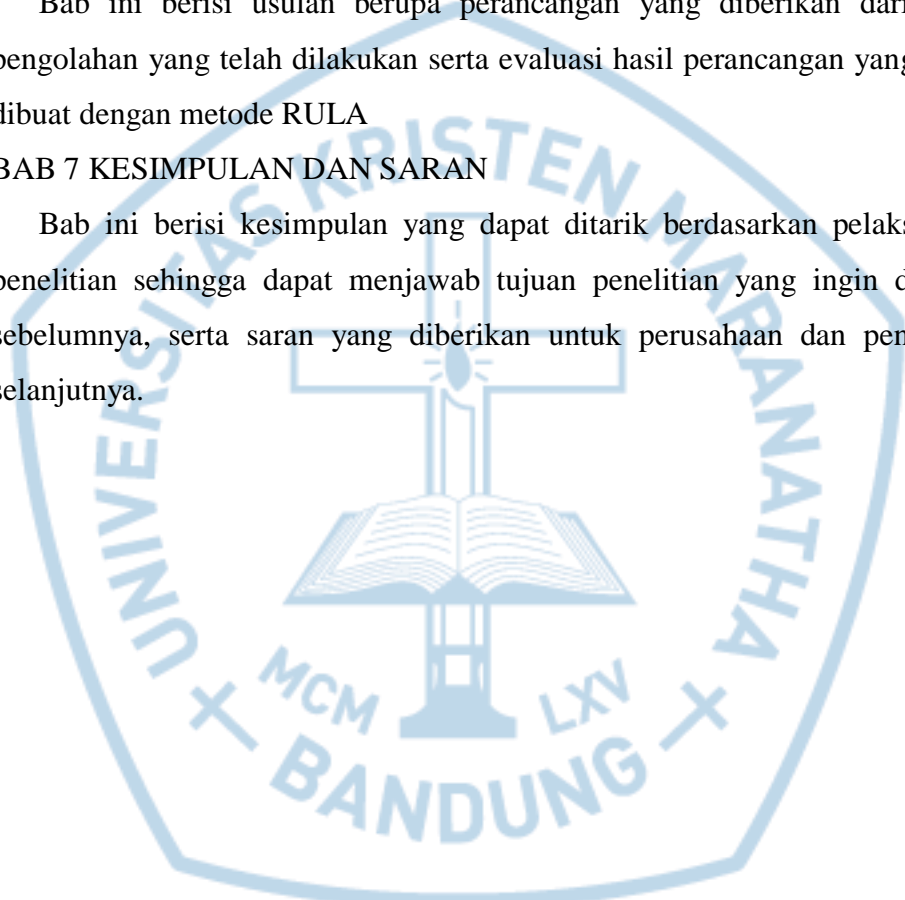 Bab ini berisi usulan berupa perancangan yang diberikan dari
pengolahan yang telah dilakukan serta evaluasi hasil perancangan yang
dibuat dengan metode RULA
BAB 7 KESIMPULAN DAN SARAN
Bab ini berisi kesimpulan yang dapat ditarik berdasarkan pelaks
penelitian sehingga dapat menjawab tujuan penelitian yang ingin d
sebelumnya, serta saran yang diberikan untuk perusahaan dan pen
selanjutnya.
UNIVERSITAS KRISTEN MARANATHA
MCM LXV
BANDUNG